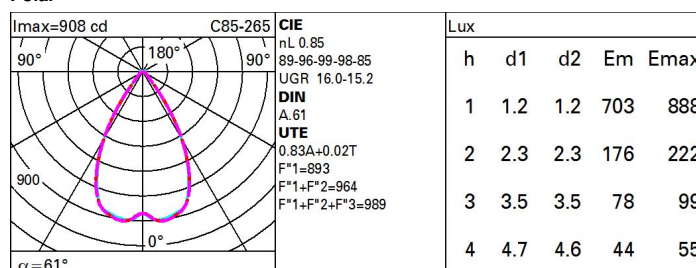 Imax=908 cd C85-265
90° 180° 90°
900
0°
α=61°
CIE
nL 0.85
89-96-99-98-85
UGR 16.0-15.2
DIN
A.61
UTE
0.83A+0.02T
F"1=893
F"1+F"2=964
F"1+F"2+F"3=989
Lux
h d1 d2 Em Emax
1 1.2 1.2 703 888
2 2.3 2.3 176 222
3 3.5 3.5 78 99
4 4.7 4.6 44 55